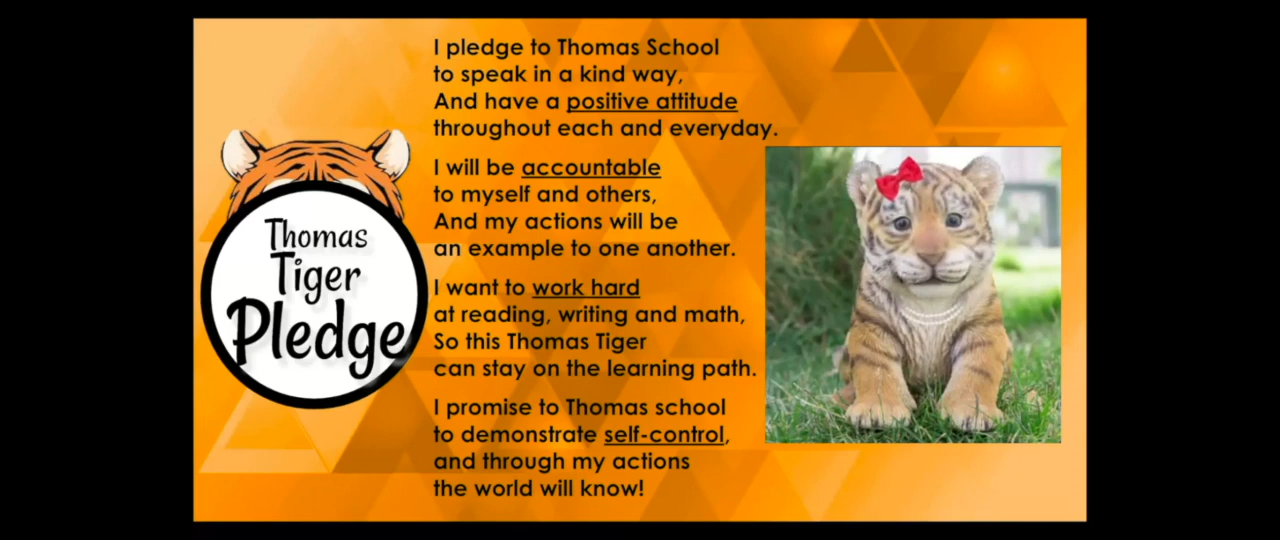 Thomas
Tiger
Pledge
I pledge to Thomas School
to speak in a kind way,
And have a positive attitude
throughout each and everyday.
I will be accountable
to myself and others,
And my actions will be
an example to one another.
I want to work hard
at reading, writing and math,
So this Thomas Tiger
can stay on the learning path.
I promise to Thomas school
to demonstrate self-control,
and through my actions
the world will know!